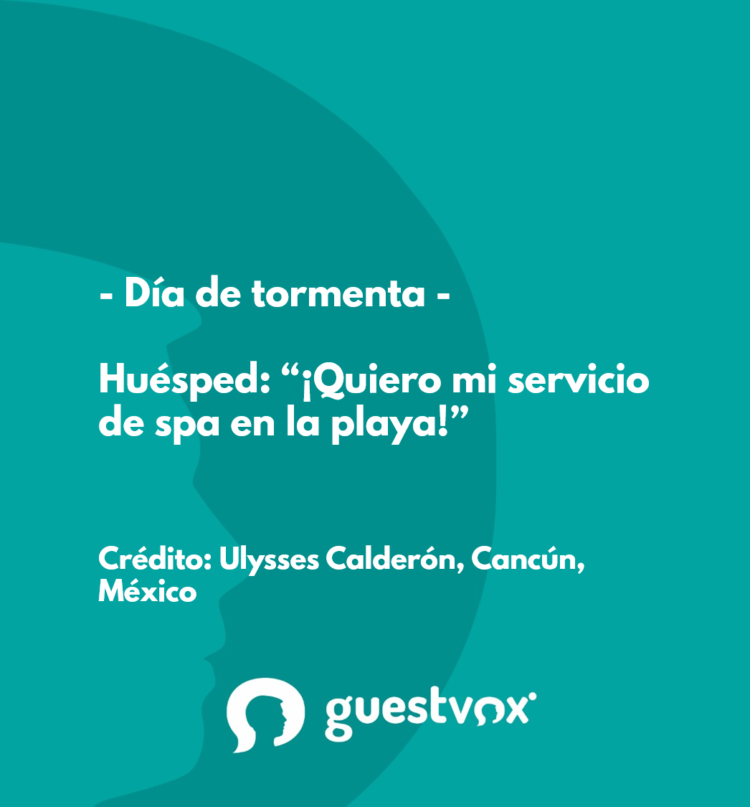 - Día de tormenta -
Huésped: “¡Quiero mi servicio
de spa en la playa!”
Crédito: Ulysses Calderón, Cancún,
México
guestvox